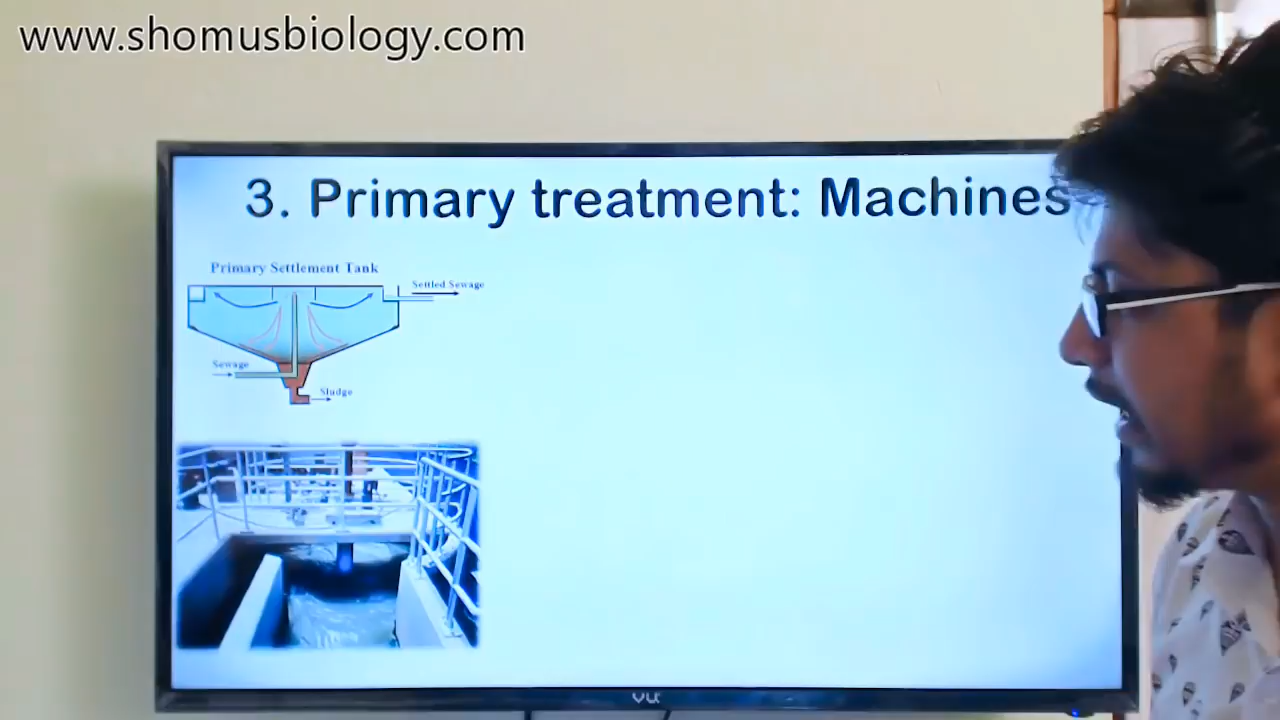 www.shomusbiology.com
3. Primary treatment: Machines
Primary Settlement Tank
Settled Sewage
Sewage
Sludge